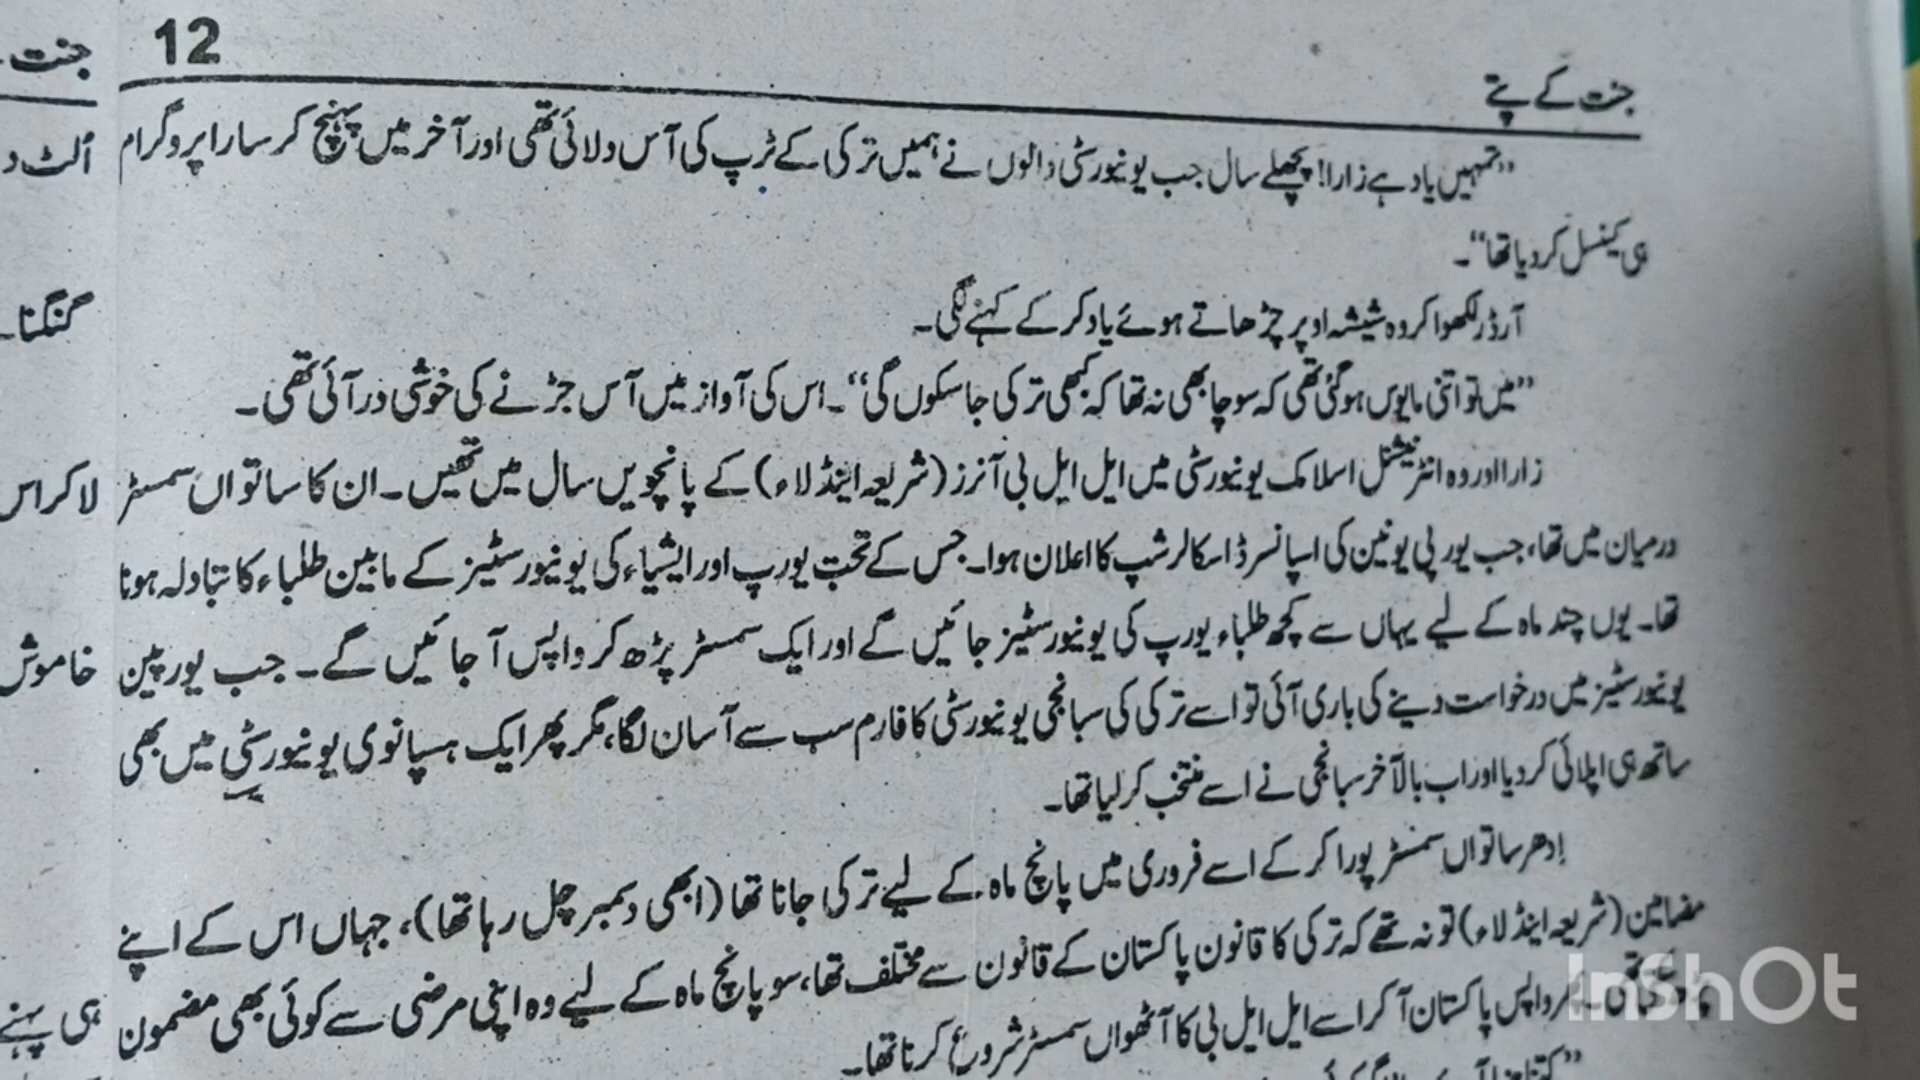 12
جنت کے پتے
"تمہیں یاد ہے زارا! پچھلے سال جب یونیورسٹی والوں نے ہمیں ترکی کے ٹرپ کی آس دلائی تھی اور آخر میں پہنچ کر سارا پروگرام
ہی کینسل کر دیا تھا"۔
آرڈر لکھوا کر وہ شیشہ اوپر چڑھاتے ہوئے یاد کر کے کہنے لگی۔
"میں تو اتنی مایوس ہو گئی تھی کہ سوچا بھی نہ تھا کہ کبھی ترکی جا سکوں گی"۔ اس کی آواز میں آس جڑنے کی خوشی در آئی تھی۔
زارا اور وہ انٹرنیشنل اسلامک یونیورسٹی میں ایل ایل بی آنرز (شریعہ اینڈ لاء) کے پانچویں سال میں تھیں۔ ان کا ساتواں سمسٹر
درمیان میں تھا، جب یورپی یونین کی اسپانسرڈ اسکالرشپ کا اعلان ہوا۔ جس کے تحت یورپ اور ایشیاء کی یونیورسٹیز کے مابین طلباء کا تبادلہ ہونا
تھا۔ یوں چند ماہ کے لیے یہاں سے کچھ طلباء یورپ کی یونیورسٹیز جائیں گے اور ایک سمسٹر پڑھ کر واپس آ جائیں گے۔ جب یورپین
یونیورسٹیز میں درخواست دینے کی باری آئی تو اسے ترکی کی سبانجی یونیورسٹی کا فارم سب سے آسان لگا، مگر پھر ایک ہسپانوی یونیورسٹی میں بھی
ساتھ ہی اپلائی کر دیا اور اب بالآخر سبانجی نے اسے منتخب کر لیا تھا۔
اِدھر ساتواں سمسٹر پورا کر کے اسے فروری میں پانچ ماہ کے لیے ترکی جانا تھا (ابھی دسمبر چل رہا تھا)، جہاں اس کے اپنے
مضامین (شریعہ اینڈ لاء) تو نہ تھے کہ ترکی کا قانون پاکستان کے قانون سے مختلف تھا، سو پانچ ماہ کے لیے وہ اپنی مرضی سے کوئی بھی مضمون
واپس پاکستان آ کر اسے ایل ایل بی کا آٹھواں سمسٹر شروع کرنا تھا۔
جنت
اُلٹ
گنگنا
لا کر اس
خاموش
ہی پہنے
InShOt